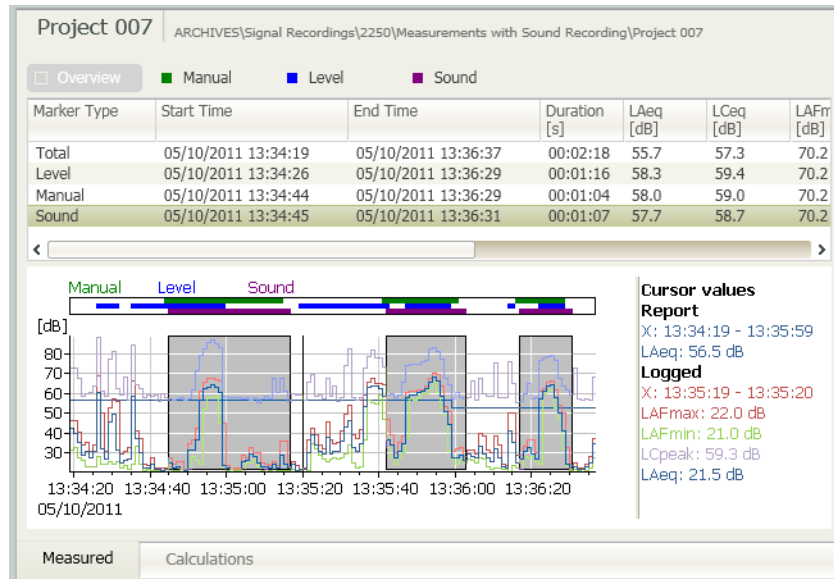 Project 007 ARCHIVES\Signal Recordings\2250\Measurements with Sound Recording\Project 007
Overview Manual Level Sound
Marker Type Start Time End Time Duration [s] LAeq [dB] LCeq [dB] LAFm [dB]
Total 05/10/2011 13:34:19 05/10/2011 13:36:37 00:02:18 55.7 57.3 70.2
Level 05/10/2011 13:34:26 05/10/2011 13:36:29 00:01:16 58.3 59.4 70.2
Manual 05/10/2011 13:34:44 05/10/2011 13:36:29 00:01:04 58.0 59.0 70.2
Sound 05/10/2011 13:34:45 05/10/2011 13:36:31 00:01:07 57.7 58.7 70.2
Manual Level Sound
[dB]
80
70
60
50
40
30
13:34:20 13:34:40 13:35:00 13:35:20 13:35:40 13:36:00 13:36:20
05/10/2011
Cursor values
Report
X: 13:34:19 - 13:35:59
LAeq: 56.5 dB
Logged
X: 13:35:19 - 13:35:20
LAFmax: 22.0 dB
LAFmin: 21.0 dB
LCpeak: 59.3 dB
LAeq: 21.5 dB
Measured Calculations